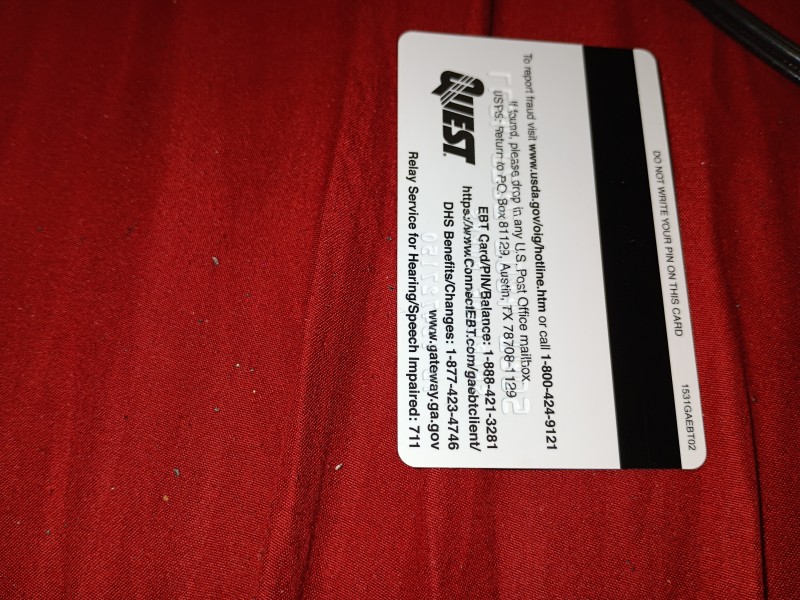 DO NOT WRITE YOUR PIN ON THIS CARD
1531GAEBT02
To report fraud visit www.usda.gov/oig/hotline.htm or call 1-800-424-9121
If found, please drop in any U.S. Post Office mailbox.
USPS: Return to P.O. Box 81129, Austin, TX 78708-1129
QUEST
EBT Card/PIN/Balance: 1-888-421-3281
https://www.ConnectEBT.com/gaebtclient/
DHS Benefits/Changes: 1-877-423-4746
www.gateway.ga.gov
Relay Service for Hearing/Speech Impaired: 711